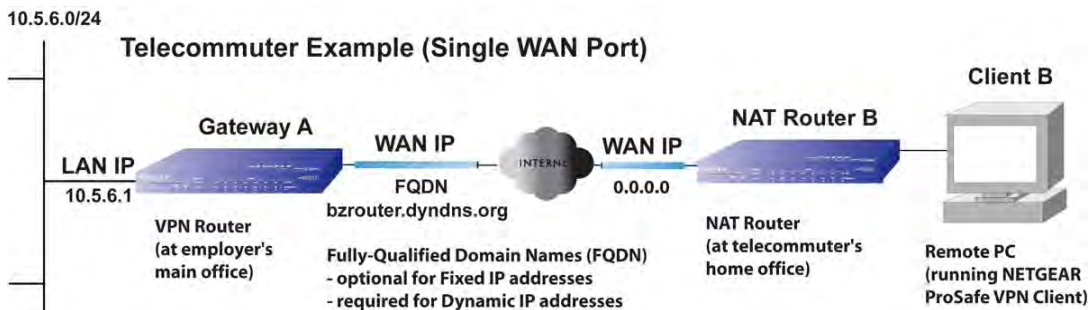 10.5.6.0/24
Telecommuter Example (Single WAN Port)
Client B
Gateway A
NAT Router B
LAN IP
WAN IP
INTERNE
WAN IP
10.5.6.1
FQDN
bzrouter.dyndns.org
0.0.0.0
VPN Router
(at employer's
main office)
Fully-Qualified Domain Names (FQDN)
- optional for Fixed IP addresses
- required for Dynamic IP addresses
NAT Router
(at telecommuter's
home office)
Remote PC
(running NETGEAR
ProSafe VPN Client)